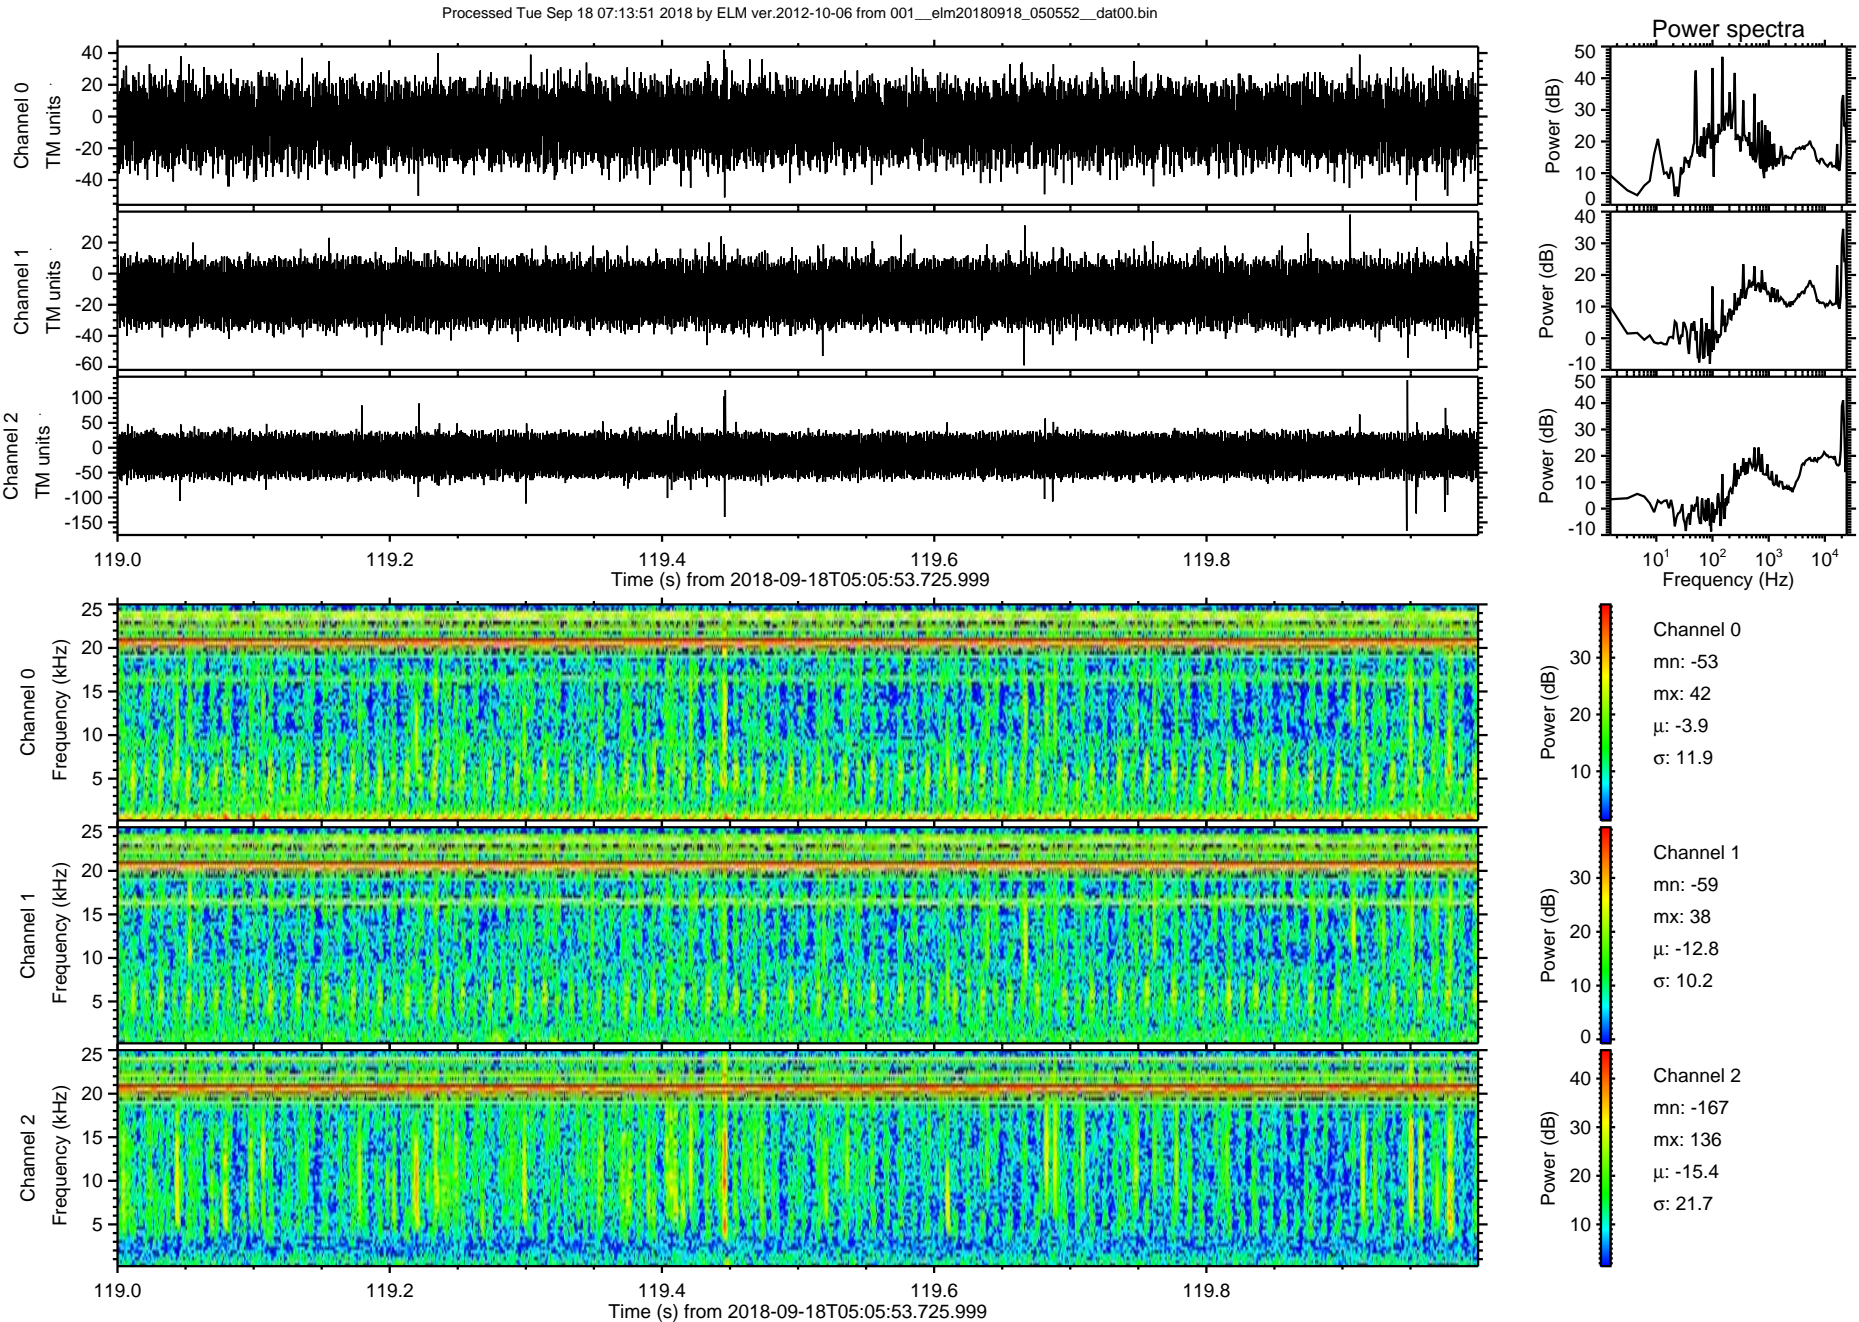 Processed Tue Sep 18 07:13:51 2018 by ELM ver.2012-10-06 from 001__elm20180918_050552__dat00.bin
Power spectra
Channel 0
TM units
40
20
0
-20
-40
Power (dB)
50
40
30
20
10
0
Channel 1
TM units
20
0
-20
-40
-60
Power (dB)
40
30
20
10
0
-10
Channel 2
TM units
100
50
0
-50
-100
-150
Power (dB)
50
40
30
20
10
0
-10
119.0 119.2 119.4 119.6 119.8
Time (s) from 2018-09-18T05:05:53.725.999
10^1 10^2 10^3 10^4
Frequency (Hz)
Channel 0
Frequency (kHz)
25
20
15
10
5
Power (dB)
30
20
10
Channel 0
mn: -53
mx: 42
μ: -3.9
σ: 11.9
Channel 1
Frequency (kHz)
25
20
15
10
5
Power (dB)
30
20
10
0
Channel 1
mn: -59
mx: 38
μ: -12.8
σ: 10.2
Channel 2
Frequency (kHz)
25
20
15
10
5
Power (dB)
40
30
20
10
Channel 2
mn: -167
mx: 136
μ: -15.4
σ: 21.7
119.0 119.2 119.4 119.6 119.8
Time (s) from 2018-09-18T05:05:53.725.999